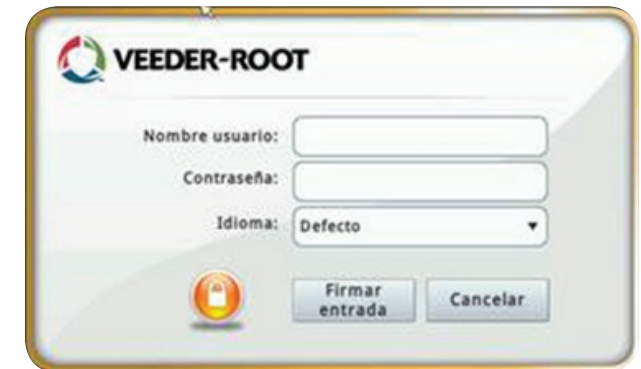 VEEDER-ROOT
Nombre usuario:
Contraseña:
Idioma: Defecto
Firmar
entrada
Cancelar